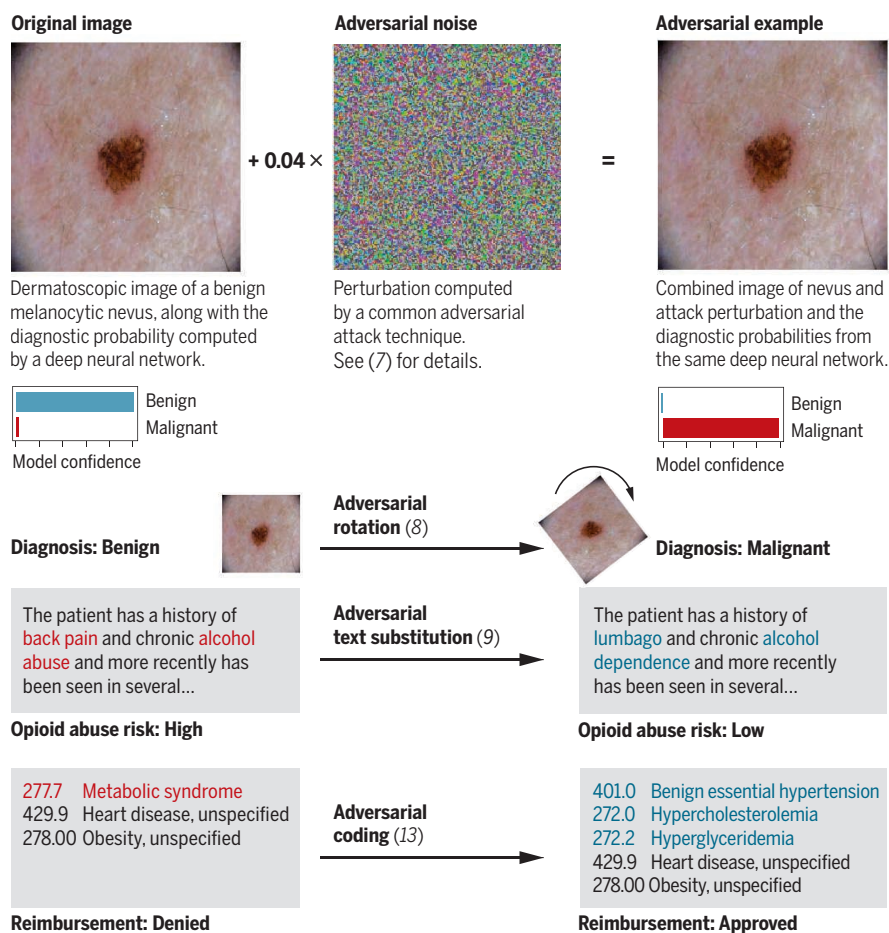 Original image
Adversarial noise
Adversarial example
+ 0.04 ×
=
Dermatoscopic image of a benign
melanocytic nevus, along with the
diagnostic probability computed
by a deep neural network.
Perturbation computed
by a common adversarial
attack technique.
See (7) for details.
Combined image of nevus and
attack perturbation and the
diagnostic probabilities from
the same deep neural network.
Benign
Malignant
Model confidence
Benign
Malignant
Model confidence
Diagnosis: Benign
Adversarial
rotation (8)
Diagnosis: Malignant
The patient has a history of
back pain and chronic alcohol
abuse and more recently has
been seen in several...
Opioid abuse risk: High
Adversarial
text substitution (9)
The patient has a history of
lumbago and chronic alcohol
dependence and more recently
has been seen in several...
Opioid abuse risk: Low
277.7 Metabolic syndrome
429.9 Heart disease, unspecified
278.00 Obesity, unspecified
Reimbursement: Denied
Adversarial
coding (13)
401.0 Benign essential hypertension
272.0 Hypercholesterolemia
272.2 Hyperglyceridemia
429.9 Heart disease, unspecified
278.00 Obesity, unspecified
Reimbursement: Approved